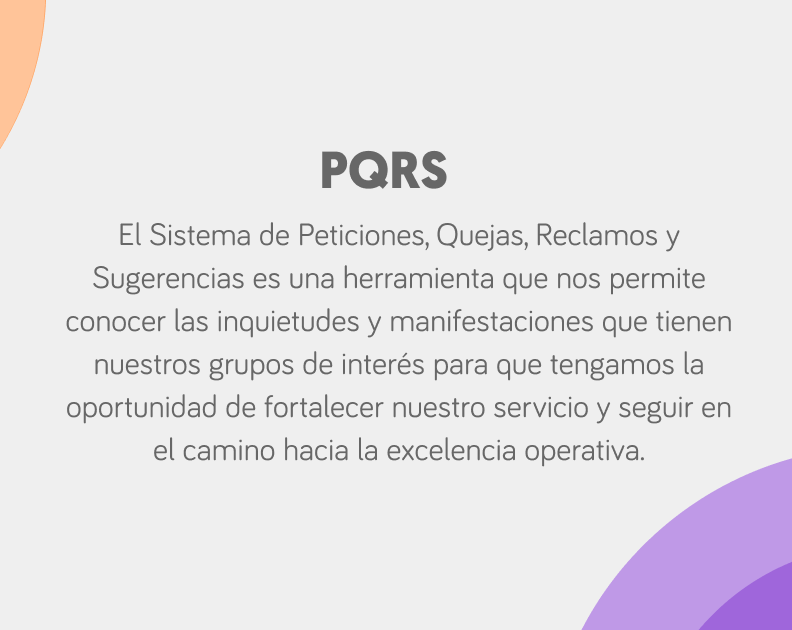 PQRS
El Sistema de Peticiones, Quejas, Reclamos y
Sugerencias es una herramienta que nos permite
conocer las inquietudes y manifestaciones que tienen
nuestros grupos de interés para que tengamos la
oportunidad de fortalecer nuestro servicio y seguir en
el camino hacia la excelencia operativa.